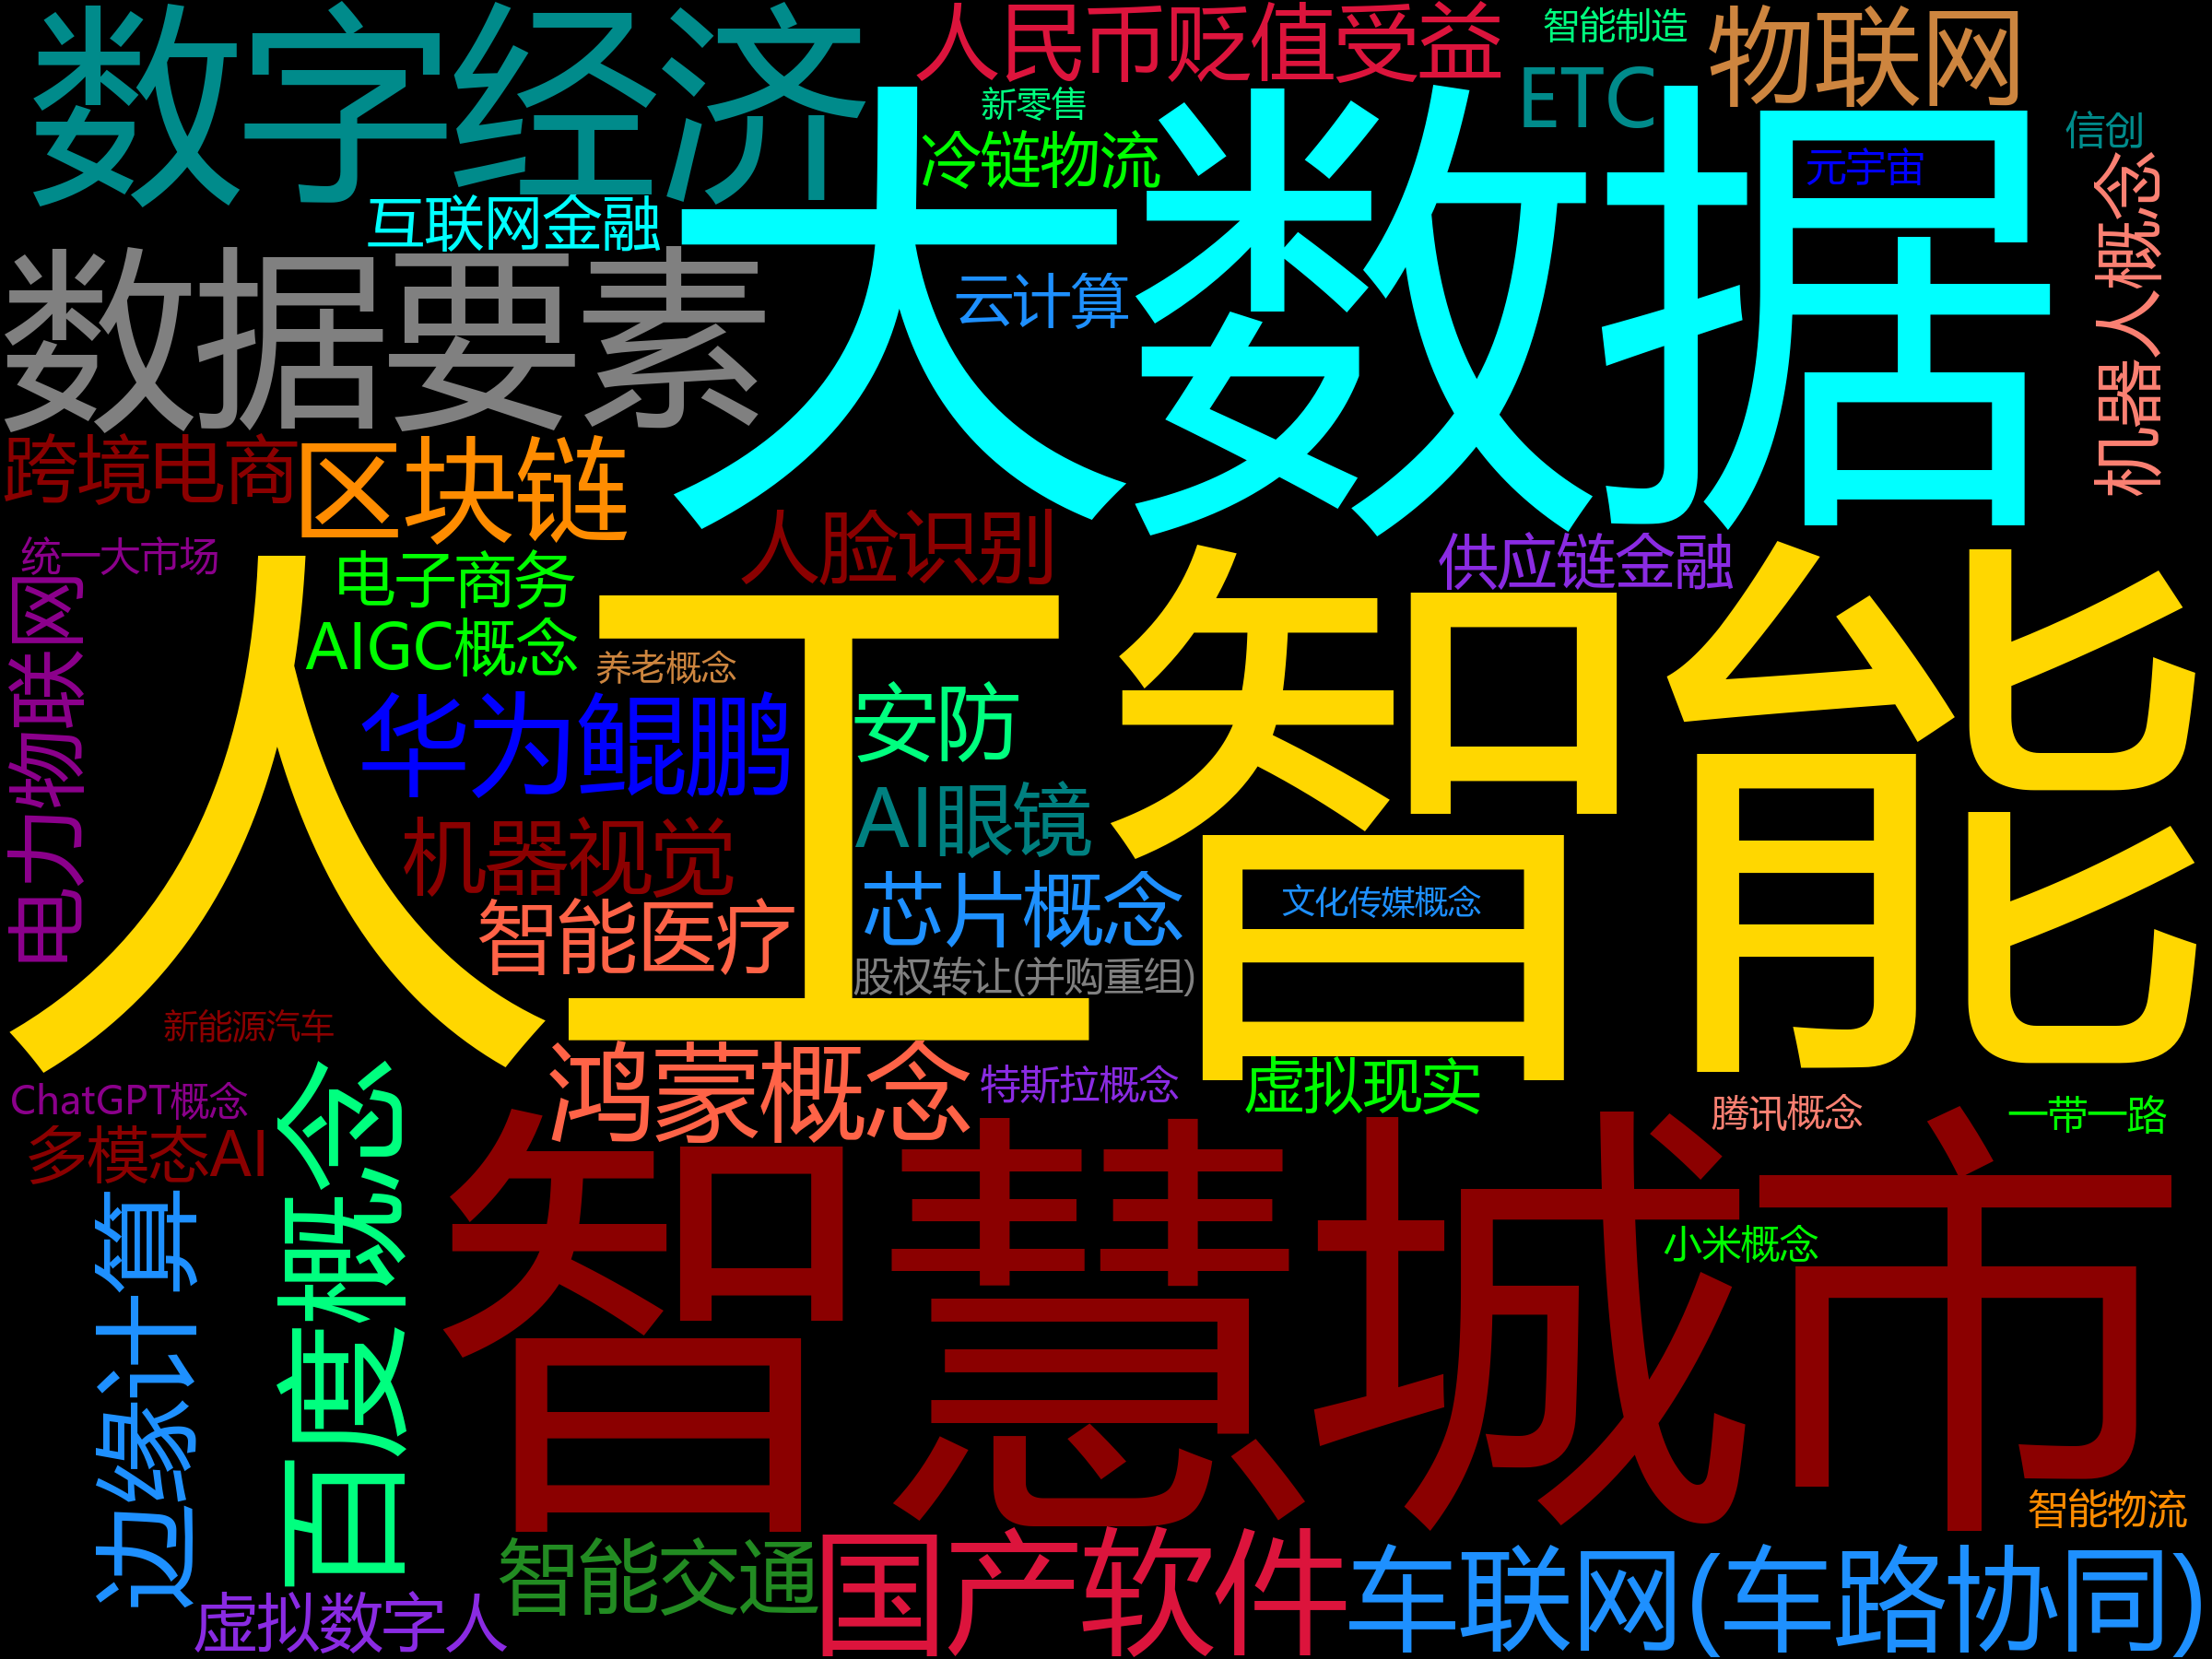 数字经济
人民币贬值受益
智能制造
物联网
ETC
新零售
信创
冷链物流
元宇宙
大数据
互联网金融
机器人概念
数据要素
云计算
跨境电商
区块链
人脸识别
统一大市场
供应链金融
电子商务
人工智能
电力物联网
AIGC概念
养老概念
华为鲲鹏
安防
AI眼镜
机器视觉
芯片概念
文化传媒概念
智能医疗
股权转让(并购重组)
新能源汽车
鸿蒙概念
特斯拉概念
虚拟现实
ChatGPT概念
腾讯概念
一带一路
百度概念
多模态AI
智慧城市
边缘计算
小米概念
智能物流
智能交通
国产软件
车联网(车路协同)
虚拟数字人